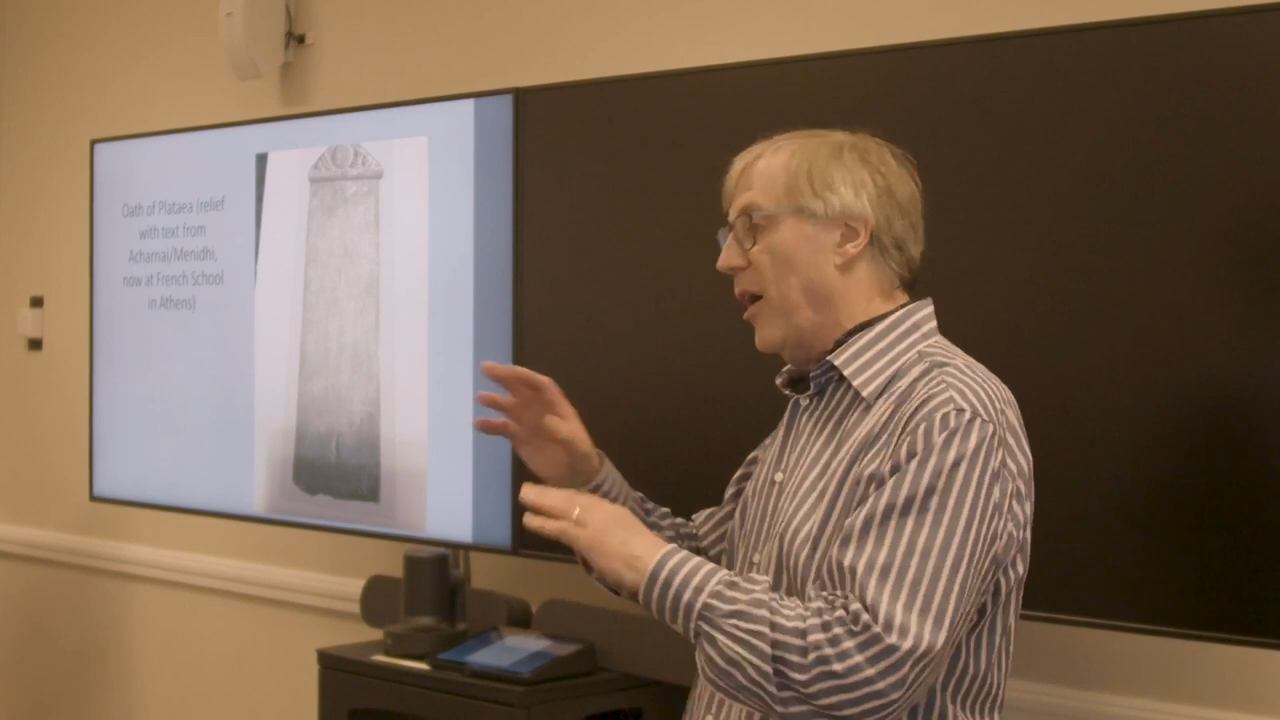 Oath of Plataea (relief
with text from
Acharnai/Menidhi,
now at French School
in Athens)